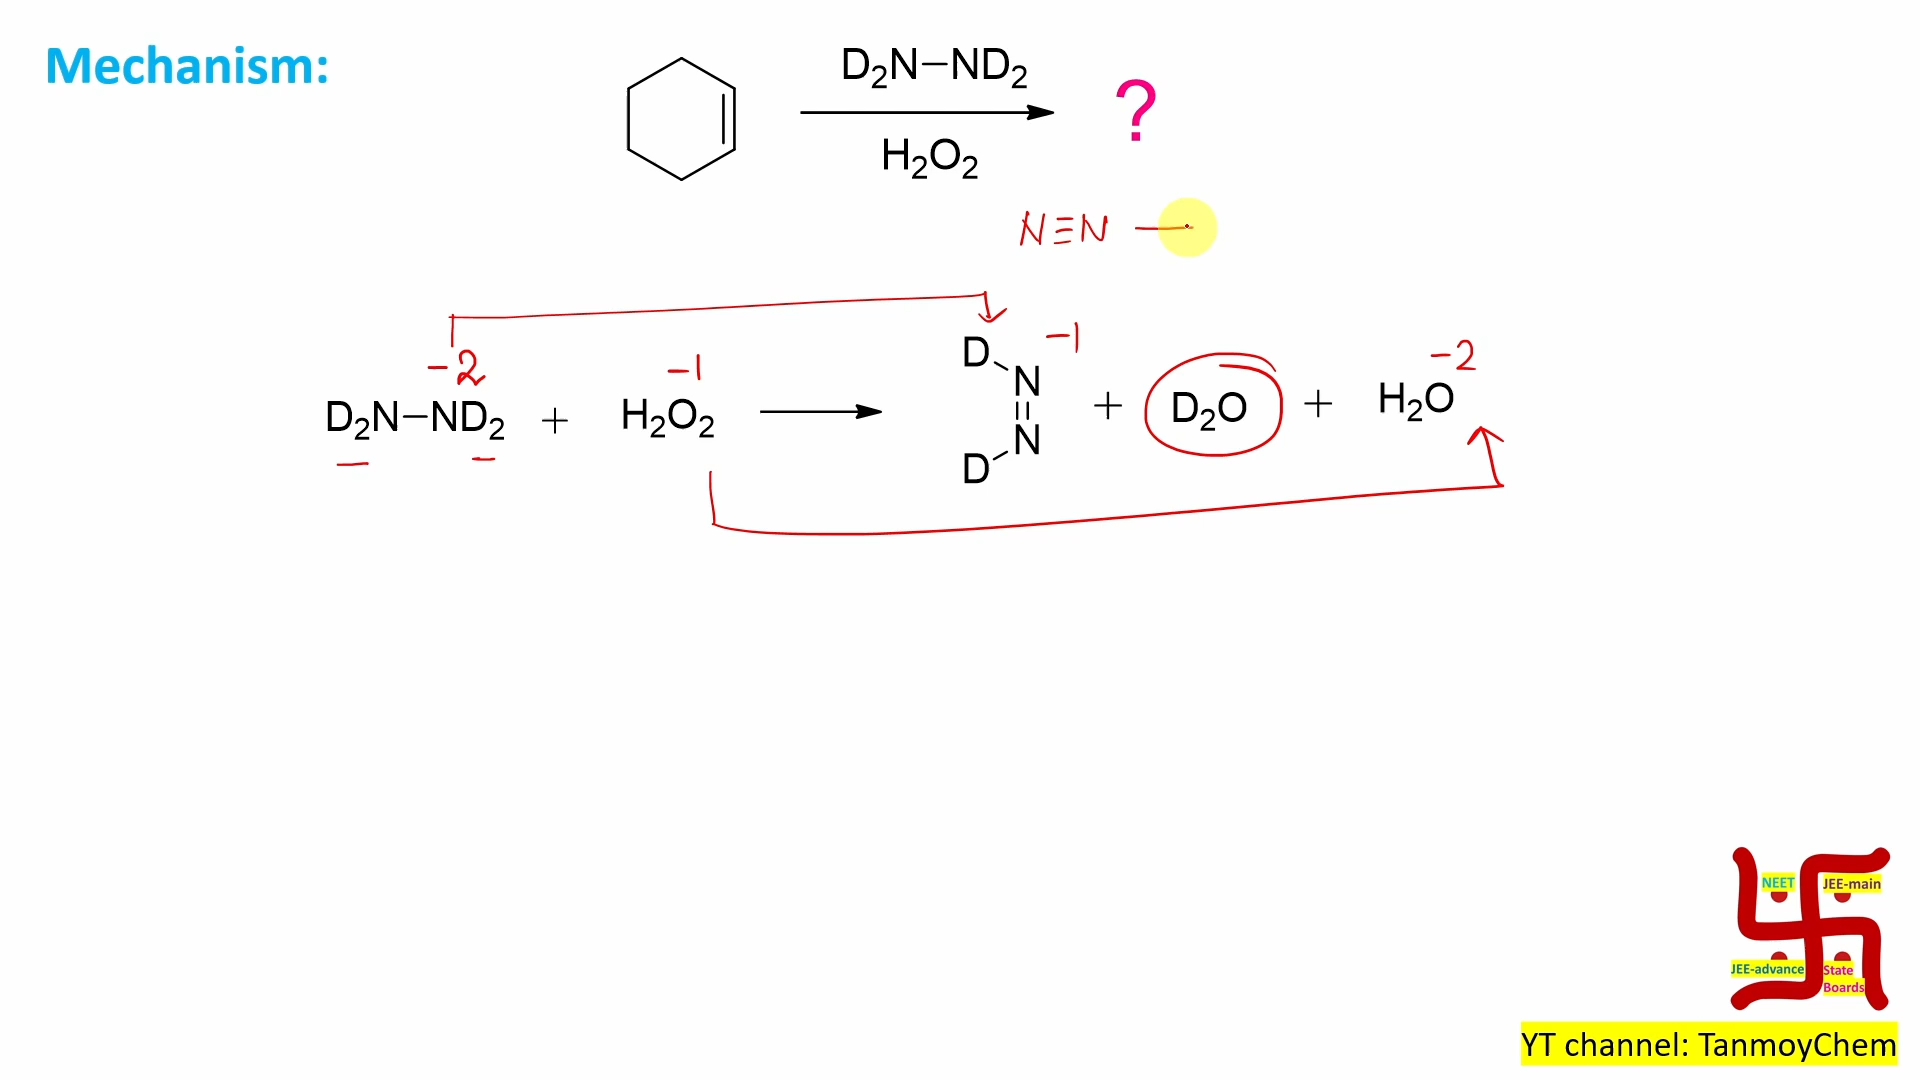 Mechanism:
D₂N–ND₂
H₂O₂
?
N≡N —
-2
-1
-1
-2
D₂N–ND₂ + H₂O₂ → D–N=N–D + D₂O + H₂O
NEET
JEE-main
JEE-advance
State Boards
YT channel: TanmoyChem